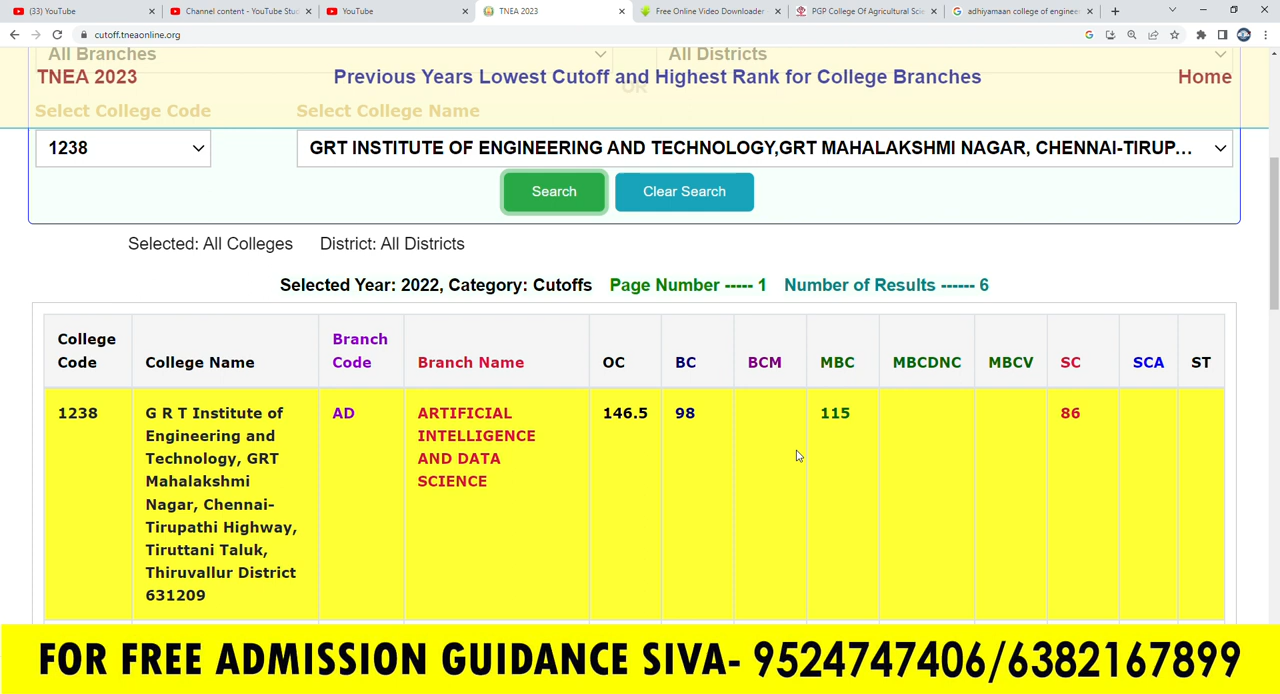 (33) YouTube
Channel content - YouTube Stu
YouTube
TNEA 2023
Free Online Video Downloader
PGP College Of Agricultural Scie
adhiyamaan college of enginee
cutoff.tneaonline.org
All Branches
All Districts
TNEA 2023
Previous Years Lowest Cutoff and Highest Rank for College Branches
Home
OR
Select College Code
Select College Name
1238
GRT INSTITUTE OF ENGINEERING AND TECHNOLOGY,GRT MAHALAKSHMI NAGAR, CHENNAI-TIRUP...
Search
Clear Search
Selected: All Colleges
District: All Districts
Selected Year: 2022, Category: Cutoffs Page Number ----- 1 Number of Results ------ 6
College Code
College Name
Branch Code
Branch Name
OC
BC
BCM
MBC
MBCDNC
MBCV
SC
SCA
ST
1238
G R T Institute of
Engineering and
Technology, GRT
Mahalakshmi
Nagar, Chennai-
Tirupathi Highway,
Tiruttani Taluk,
Thiruvallur District
631209
AD
ARTIFICIAL
INTELLIGENCE
AND DATA
SCIENCE
146.5
98
115
86
FOR FREE ADMISSION GUIDANCE SIVA- 9524747406/6382167899